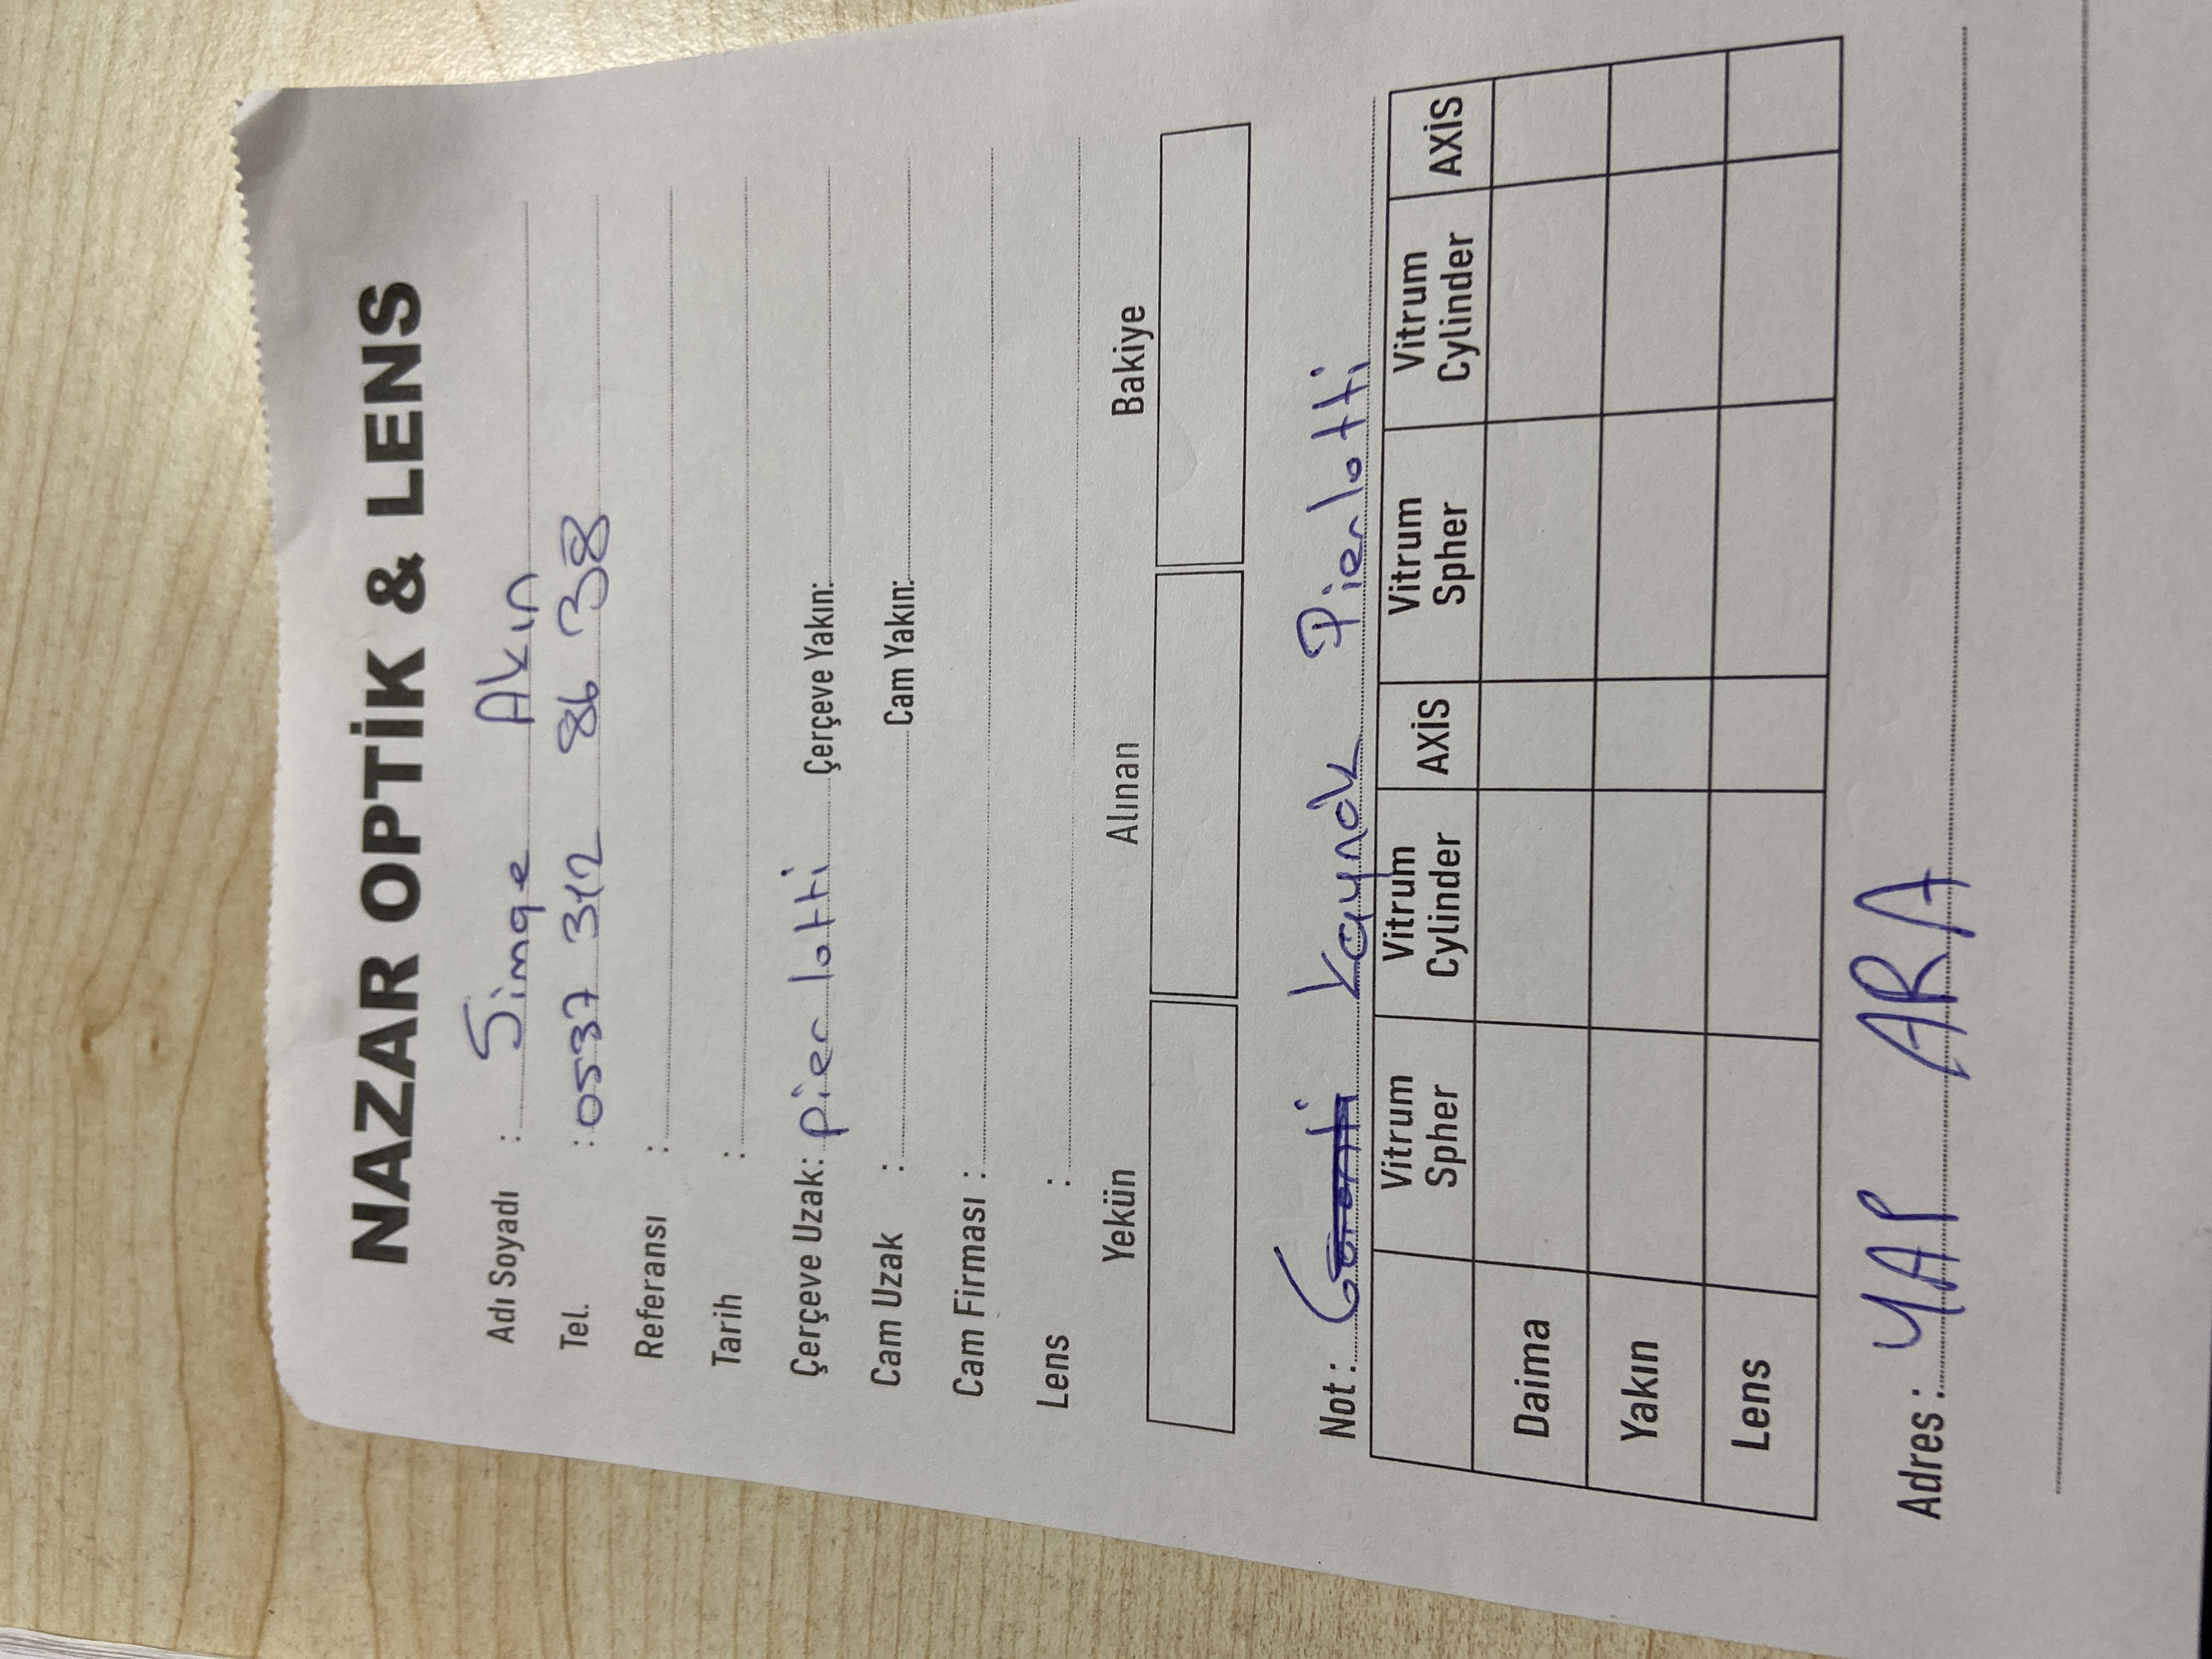 NAZAR OPTİK & LENS
Adı Soyadı : Simge Akın
Tel. : 0537 312 86 38
Referansı :
Tarih :
Çerçeve Uzak: pier lotti Çerçeve Yakın:
Cam Uzak : Cam Yakın:
Cam Firması :
Lens :
Yekün Alınan Bakiye
Not : Garanti Kaynak Pierlotti
Vitrum Spher Vitrum Cylinder AXİS Vitrum Spher Vitrum Cylinder AXİS
Daima
Yakın
Lens
Adres : YAP ARA